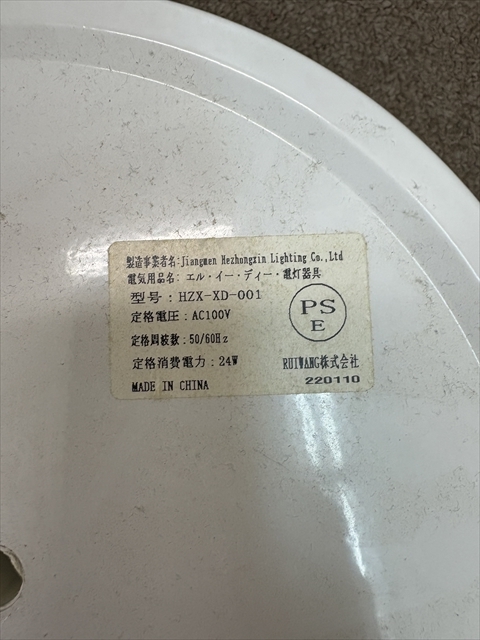 製造事業者名:Jiangmen Hezhongxin Lighting Co.,Ltd
電気用品名: エル・イー・ディー・電灯器具
型号:HZX-XD-001
定格電圧:AC100V
定格周波数:50/60Hz
定格消費電力:24W
MADE IN CHINA
PS
E
RUIWANG株式会社
220110